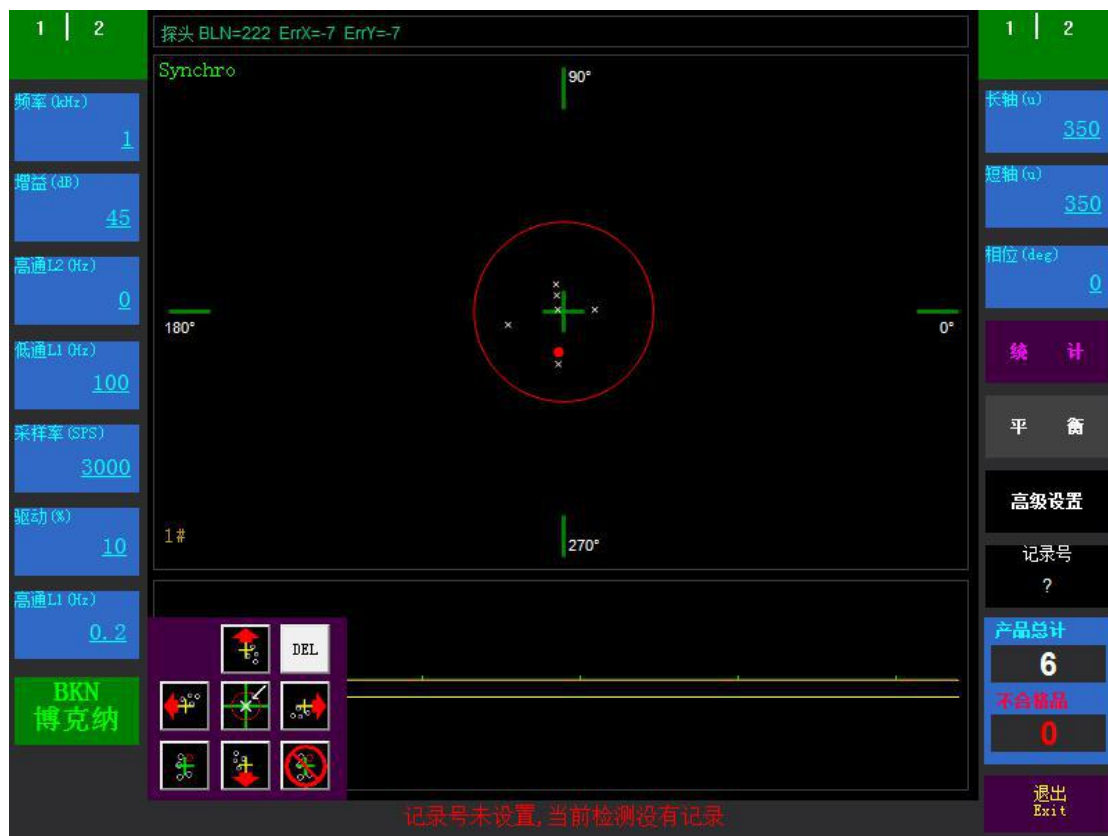 1 | 2
探头 BLN=222 ErrX=-7 ErrY=-7
1 | 2
Synchro
90°
频率(kHz)
1
长轴(u)
350
增益(dB)
45
短轴(u)
350
高通L2(Hz)
0
相位(deg)
0
180°
0°
低通L1(Hz)
100
统 计
采样率(SPS)
3000
平 衡
驱动(%)
10
1#
270°
高级设置
高通L1(Hz)
0.2
记录号
?
DEL
产品总计
6
BKN
博克纳
不合格品
0
记录号未设置,当前检测没有记录
退出
Exit